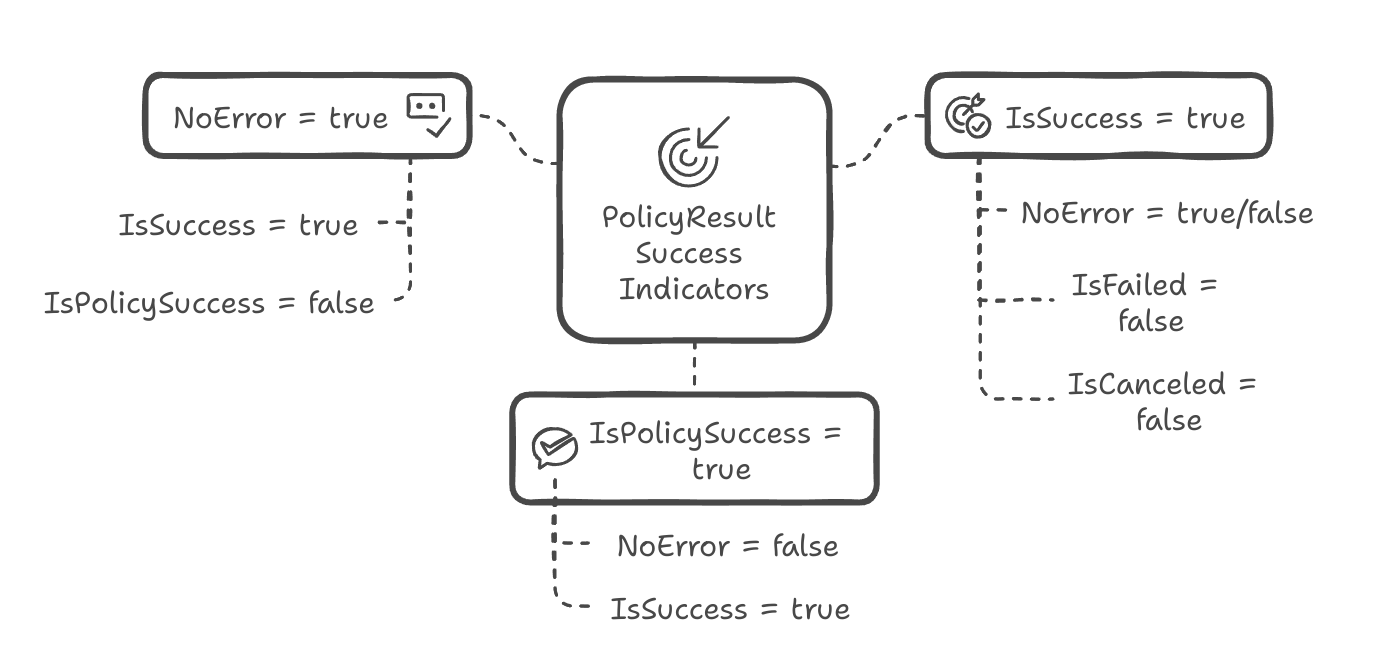 NoError = true
IsSuccess = true
IsPolicySuccess = false
PolicyResult
Success
Indicators
IsSuccess = true
NoError = true/false
IsFailed =
false
IsCanceled =
false
IsPolicySuccess =
true
NoError = false
IsSuccess = true